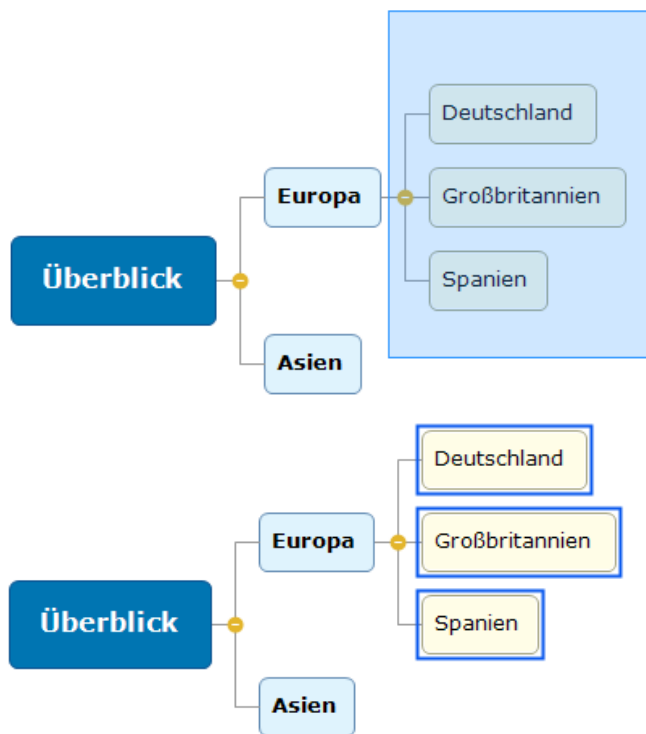 Deutschland
Europa
Großbritannien
Überblick
Spanien
Asien
Deutschland
Europa
Großbritannien
Überblick
Spanien
Asien